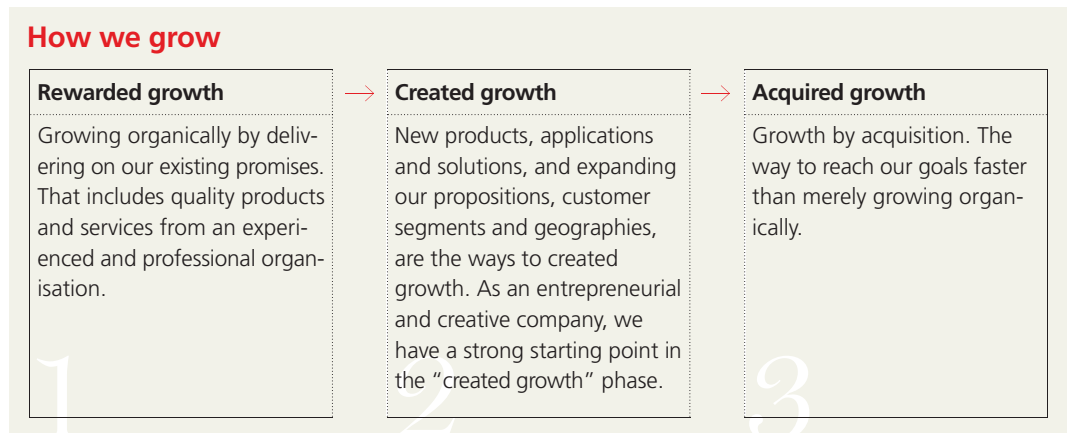 How we grow
Rewarded growth
Growing organically by deliv-
ering on our existing promises.
That includes quality products
and services from an experi-
enced and professional organ-
isation.
1
→
Created growth
New products, applications
and solutions, and expanding
our propositions, customer
segments and geographies,
are the ways to created
growth. As an entrepreneurial
and creative company, we
have a strong starting point in
the “created growth” phase.
2
→
Acquired growth
Growth by acquisition. The
way to reach our goals faster
than merely growing organ-
ically.
3